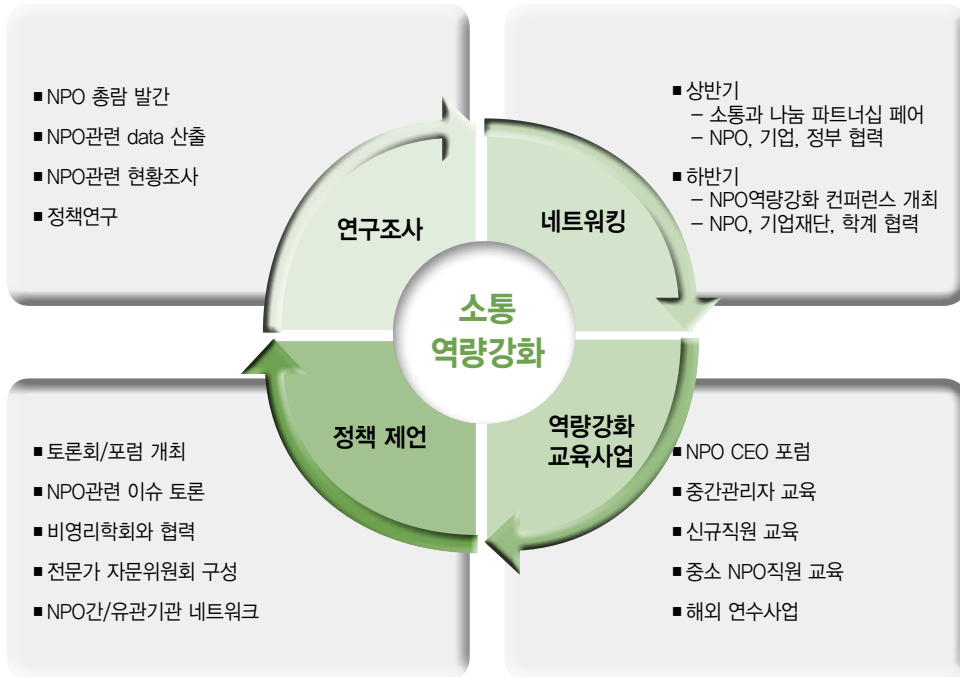 ■ NPO 총람 발간
■ NPO관련 data 산출
■ NPO관련 현황조사
■ 정책연구
■ 상반기
– 소통과 나눔 파트너십 페어
– NPO, 기업, 정부 협력
■ 하반기
– NPO역량강화 컨퍼런스 개최
– NPO, 기업재단, 학계 협력
연구조사
네트워킹
소통
역량강화
정책 제언
역량강화
교육사업
■ 토론회/포럼 개최
■ NPO관련 이슈 토론
■ 비영리학회와 협력
■ 전문가 자문위원회 구성
■ NPO간/유관기관 네트워크
■ NPO CEO 포럼
■ 중간관리자 교육
■ 신규직원 교육
■ 중소 NPO직원 교육
■ 해외 연수사업